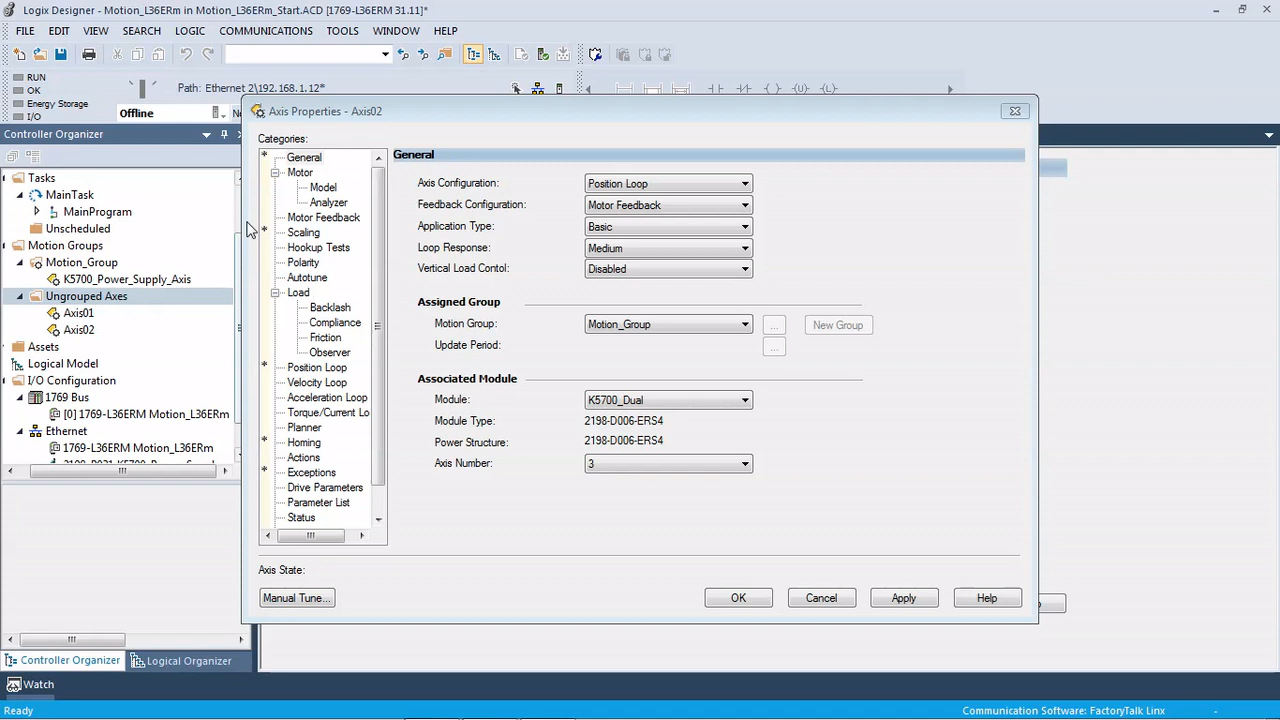 Logix Designer - Motion_L36ERm in Motion_L36ERm_Start.ACD [1769-L36ERM 31.11]*
FILE EDIT VIEW SEARCH LOGIC COMMUNICATIONS TOOLS WINDOW HELP
RUN
OK
Energy Storage
I/O
Path: Ethernet 2\192.168.1.12*
Offline
Controller Organizer
Tasks
MainTask
MainProgram
Unscheduled
Motion Groups
Motion_Group
K5700_Power_Supply_Axis
Ungrouped Axes
Axis01
Axis02
Assets
Logical Model
I/O Configuration
1769 Bus
[0] 1769-L36ERM Motion_L36ERm
Ethernet
1769-L36ERM Motion_L36ERm
Controller Organizer
Logical Organizer
Watch
Ready
Communication Software: FactoryTalk Linx
Axis Properties - Axis02
Categories:
* General
Motor
Model
Analyzer
Motor Feedback
* Scaling
Hookup Tests
Polarity
Autotune
Load
Backlash
Compliance
Friction
Observer
* Position Loop
Velocity Loop
Acceleration Loop
Torque/Current Lo
Planner
* Homing
Actions
* Exceptions
Drive Parameters
Parameter List
Status
General
Axis Configuration: Position Loop
Feedback Configuration: Motor Feedback
Application Type: Basic
Loop Response: Medium
Vertical Load Contol: Disabled
Assigned Group
Motion Group: Motion_Group ... New Group
Update Period: ...
Associated Module
Module: K5700_Dual
Module Type: 2198-D006-ERS4
Power Structure: 2198-D006-ERS4
Axis Number: 3
Axis State:
Manual Tune... OK Cancel Apply Help